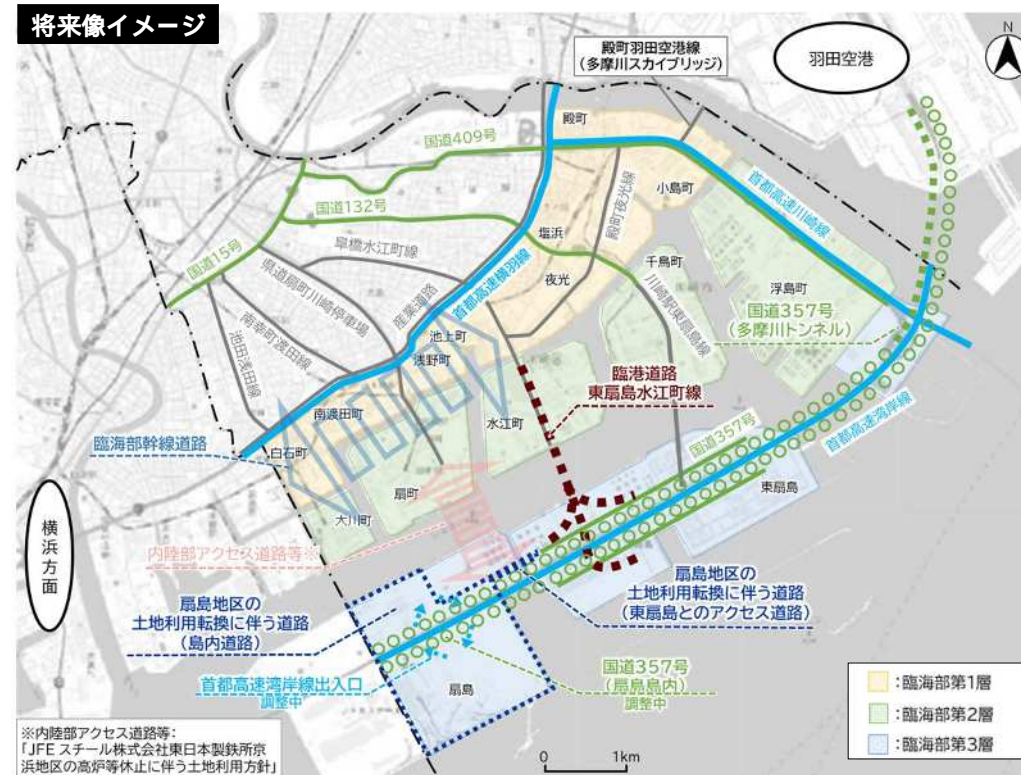 将来像イメージ
殿町羽田空港線
(多摩川スカイブリッジ)
羽田空港
N
殿町
国道409号
小島町
首都高速川崎線
国道132号
殿町夜光線
塩浜
千鳥町
国道15号
皐橋水江町線
夜光
浮島町
県道扇町川崎停車場
産業道路
首都高速横羽線
川崎駅東扇島線
国道357号
(多摩川トンネル)
南幸町渡田線
池上町
浅野町
池田浅田線
臨港道路
東扇島水江町線
南渡田町
水江町
国道357号
首都高速湾岸線
臨海部幹線道路
白石町
扇町
東扇島
大川町
横浜方面
内陸部アクセス道路等※
扇島地区の
土地利用転換に伴う道路
(島内道路)
扇島地区の
土地利用転換に伴う道路
(東扇島とのアクセス道路)
首都高速湾岸線出入口
調整中
扇島
国道357号
(扇島島内)
調整中
:臨海部第1層
:臨海部第2層
:臨海部第3層
※内陸部アクセス道路等:
「JFE スチール株式会社東日本製鉄所京
浜地区の高炉等休止に伴う土地利用方針」
0 1km